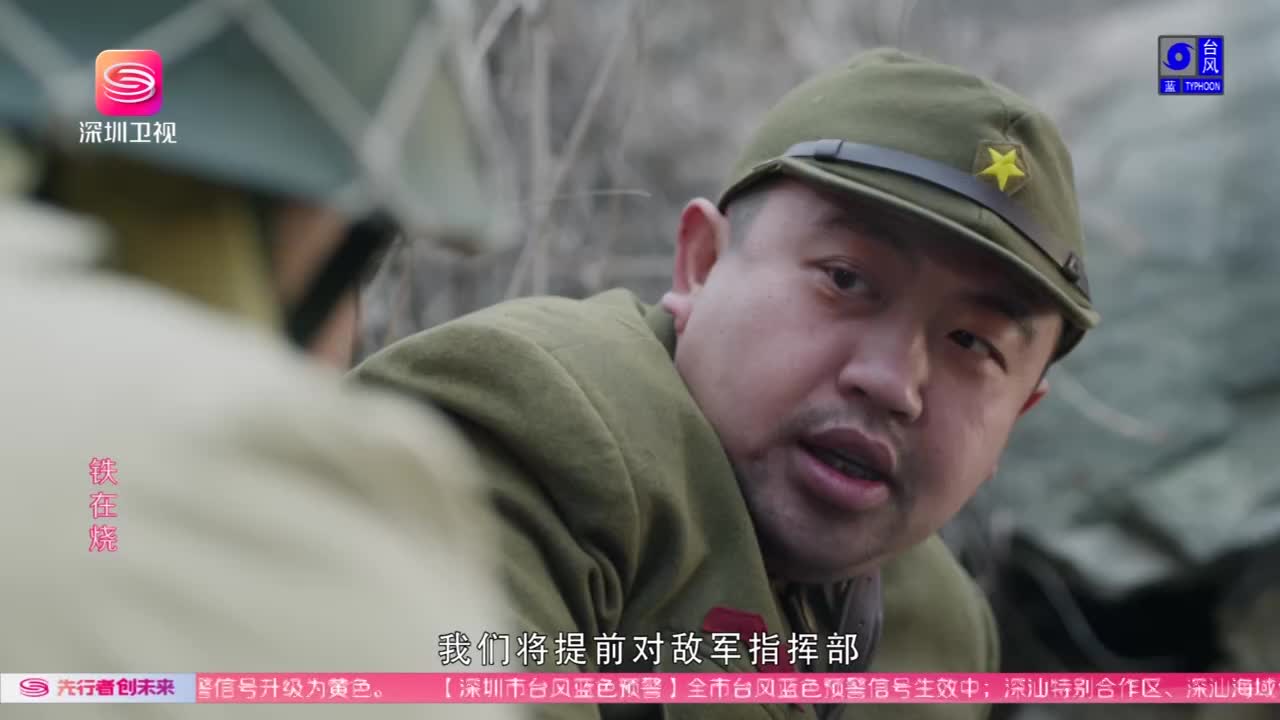 深圳卫视
台风
蓝 TYPHOON
铁在烧
我们将提前对敌军指挥部
先行者创未来 警信号升级为黄色。 【深圳市台风蓝色预警】全市台风蓝色预警信号生效中；深汕特别合作区、深汕海域